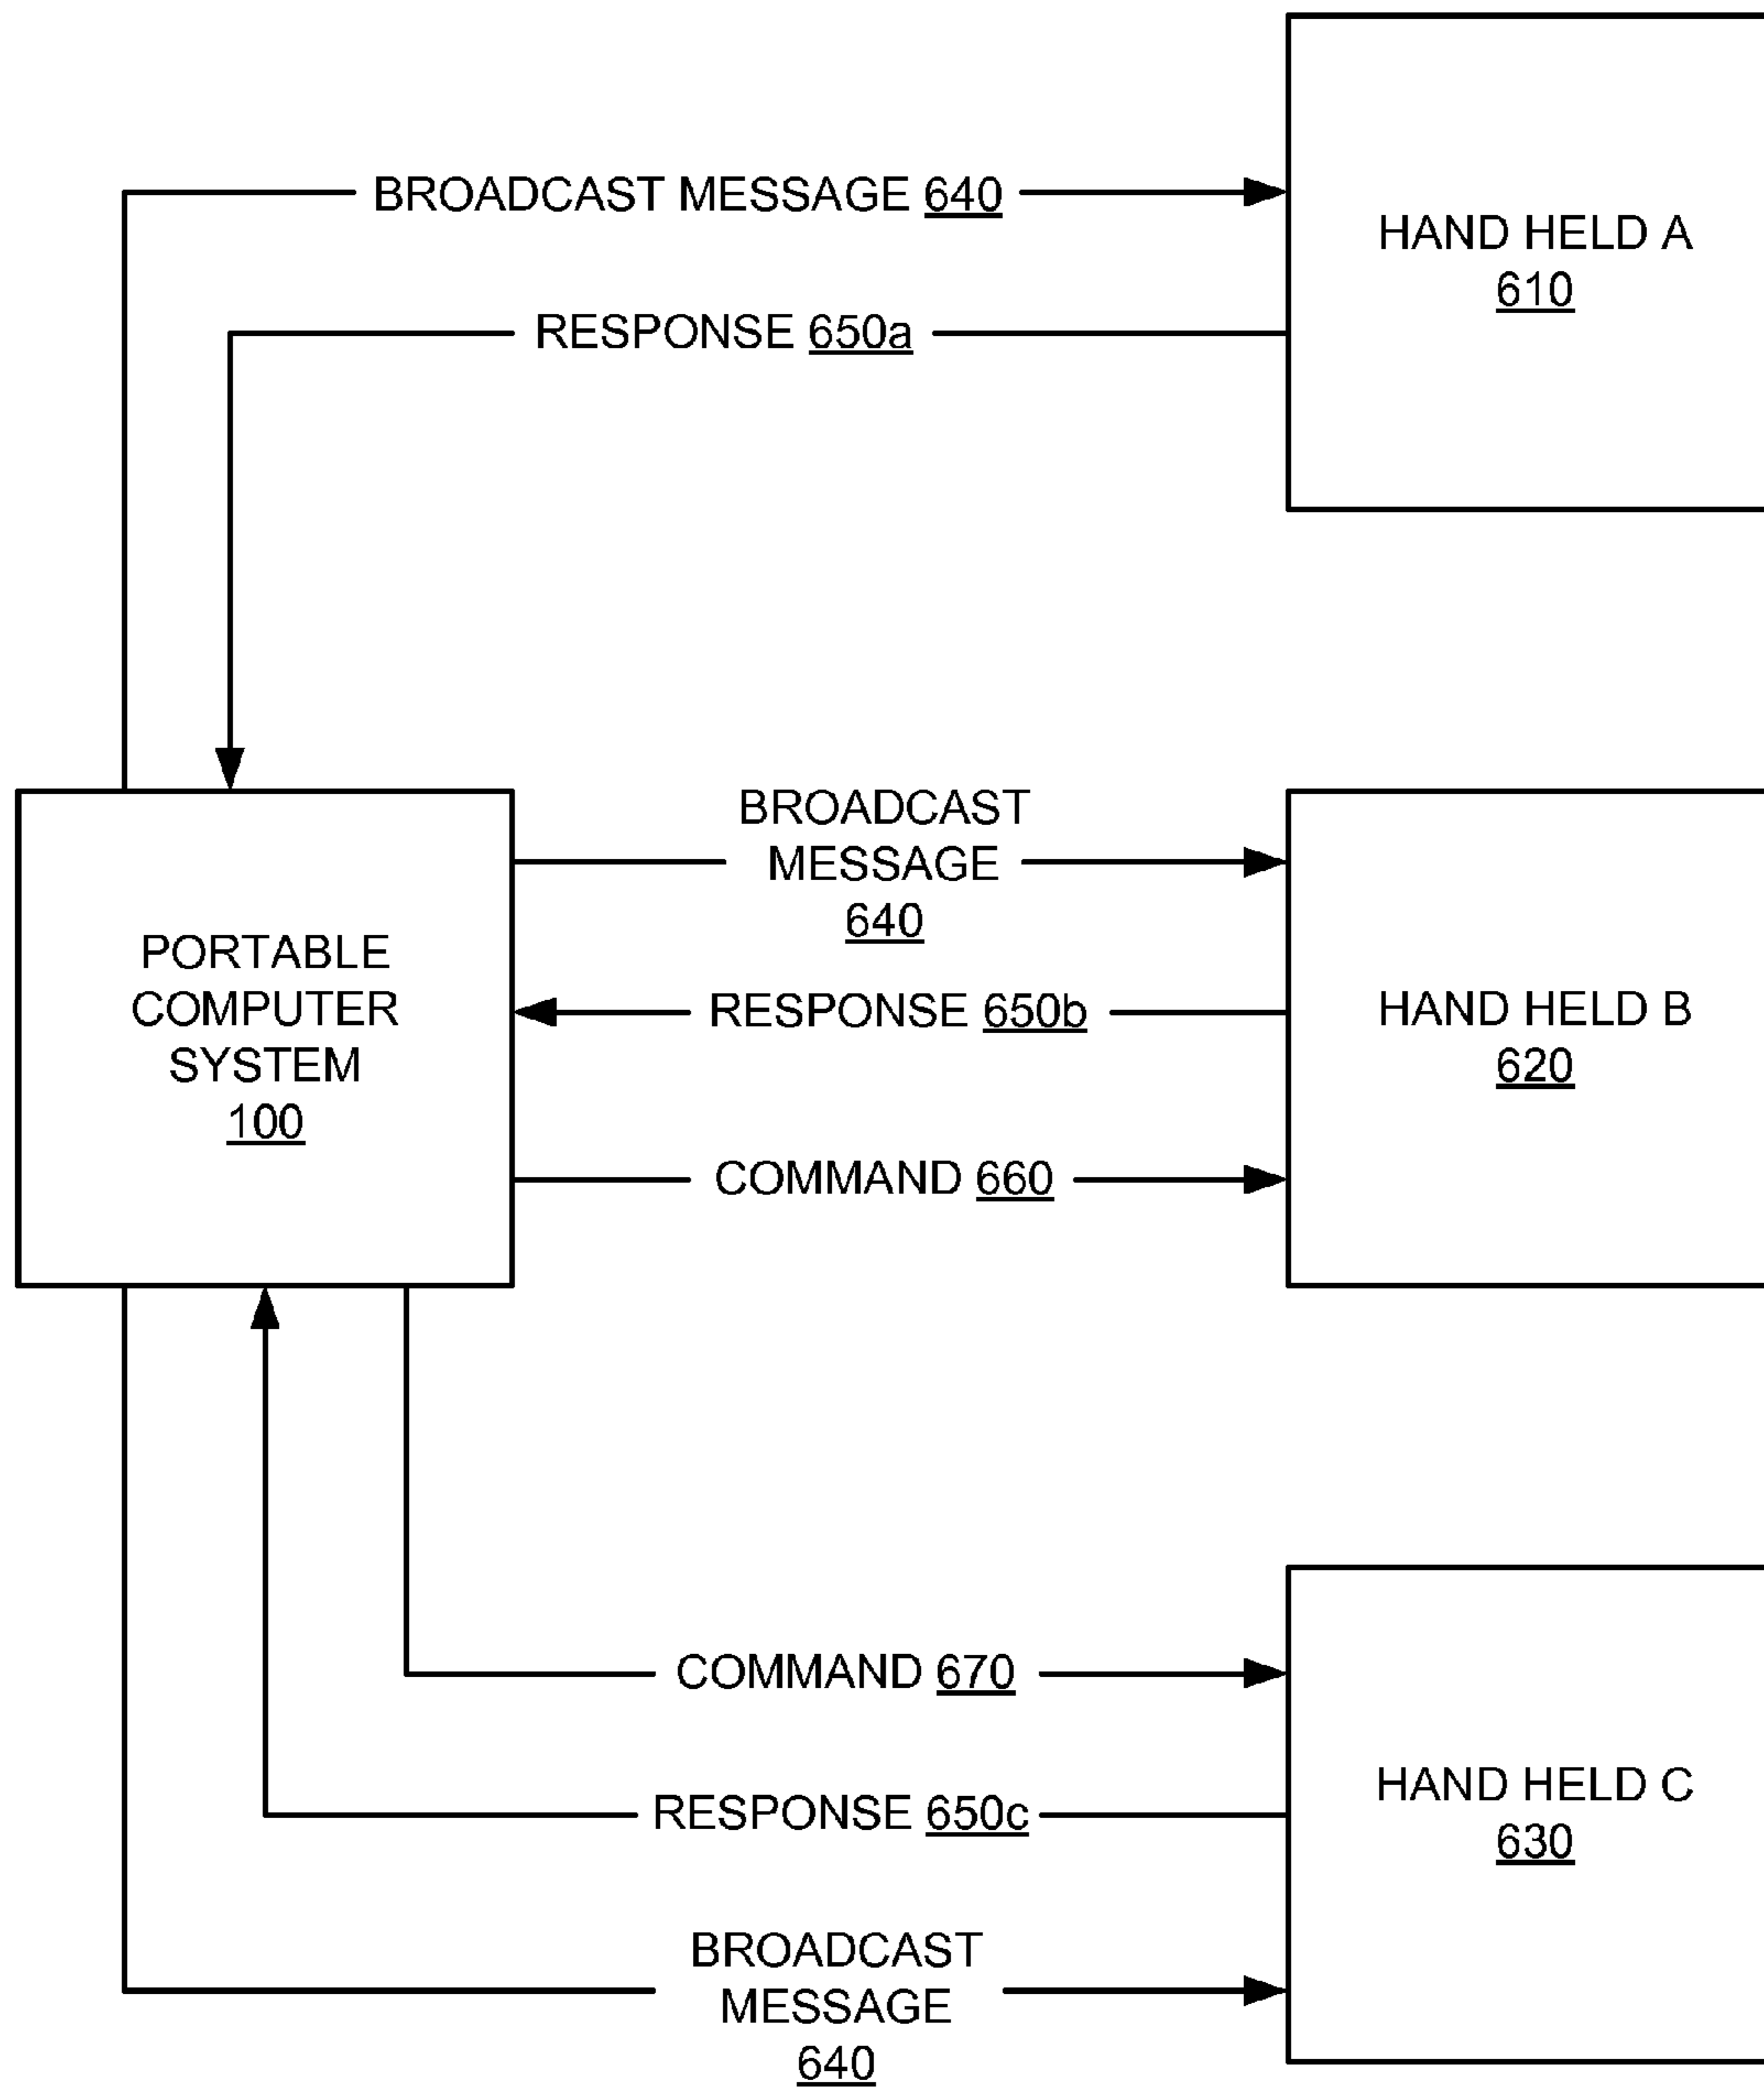 BROADCAST MESSAGE 640
HAND HELD A
610
RESPONSE 650a
BROADCAST
MESSAGE
640
PORTABLE
COMPUTER
SYSTEM
100
RESPONSE 650b
HAND HELD B
620
COMMAND 660
COMMAND 670
HAND HELD C
630
RESPONSE 650c
BROADCAST
MESSAGE
640